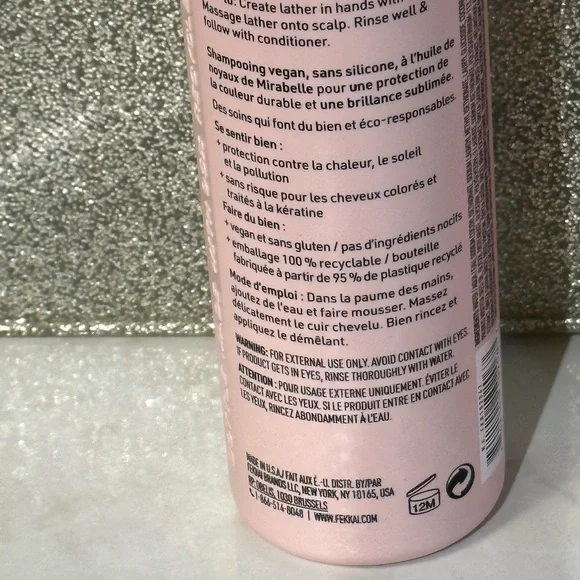 : Create lather in hands with
Massage lather onto scalp. Rinse well &
follow with conditioner.
Shampooing vegan, sans silicone, à l'huile de
noyaux de Mirabelle pour une protection de
la couleur durable et une brillance sublimée.
Des soins qui font du bien et éco-responsables.
Se sentir bien :
+ protection contre la chaleur, le soleil
et la pollution
+ sans risque pour les cheveux colorés et
traités à la kératine
Faire du bien :
+ vegan et sans gluten / pas d'ingrédients nocifs
+ emballage 100 % recyclable / bouteille
fabriquée à partir de 95 % de plastique recyclé
Mode d'emploi : Dans la paume des mains,
ajoutez de l'eau et faire mousser. Massez
délicatement le cuir chevelu. Bien rincez et
appliquez le démêlant.
WARNING: FOR EXTERNAL USE ONLY. AVOID CONTACT WITH EYES.
IF PRODUCT GETS IN EYES, RINSE THOROUGHLY WITH WATER.
ATTENTION : POUR USAGE EXTERNE UNIQUEMENT. ÉVITER LE
CONTACT AVEC LES YEUX. SI LE PRODUIT ENTRE EN CONTACT AVEC
LES YEUX, RINCEZ ABONDAMMENT À L'EAU.
MADE IN U.S.A./ FAIT AUX É.-U. DISTR. BY/PAR
FEKKAI BRANDS LLC, NEW YORK, NY 10165, USA
RP: OBELIS, 1030 BRUSSELS
1-866-514-8048 | WWW.FEKKAI.COM
12M